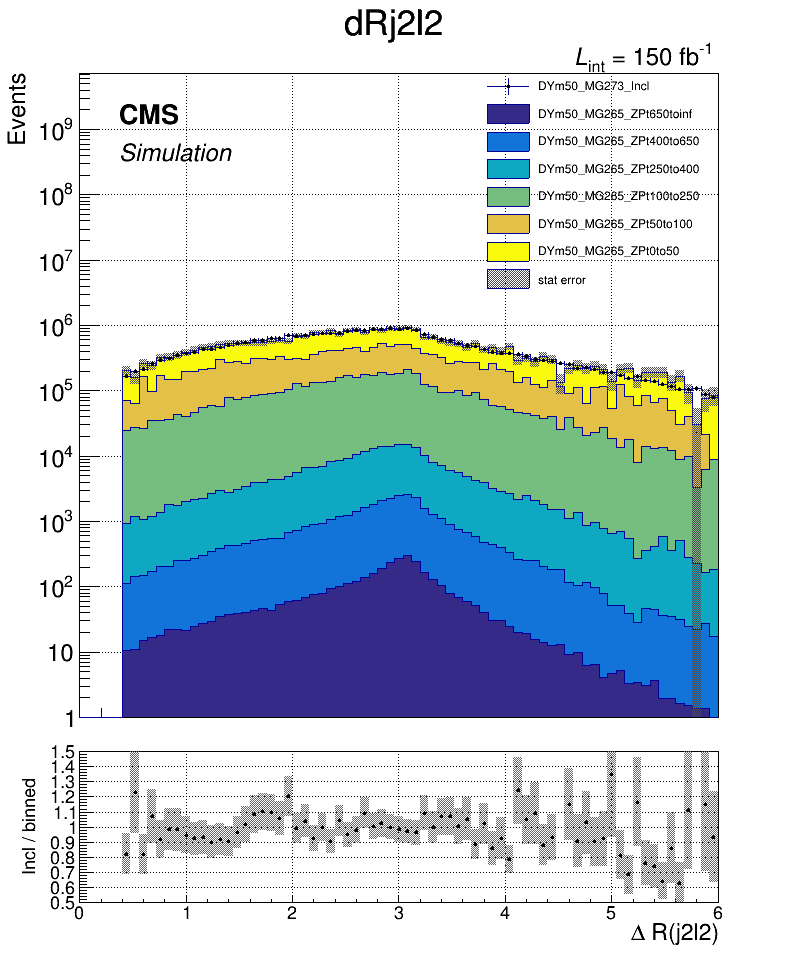 dRj2l2
L_int = 150 fb^-1
Events
CMS
Simulation
DYm50_MG273_Incl
DYm50_MG265_ZPt650toinf
DYm50_MG265_ZPt400to650
DYm50_MG265_ZPt250to400
DYm50_MG265_ZPt100to250
DYm50_MG265_ZPt50to100
DYm50_MG265_ZPt0to50
stat error
10^9
10^8
10^7
10^6
10^5
10^4
10^3
10^2
10
1
Incl / binned
1.5
1.4
1.3
1.2
1.1
1
0.9
0.8
0.7
0.6
0.5
0 1 2 3 4 5 6
Δ R(j2l2)